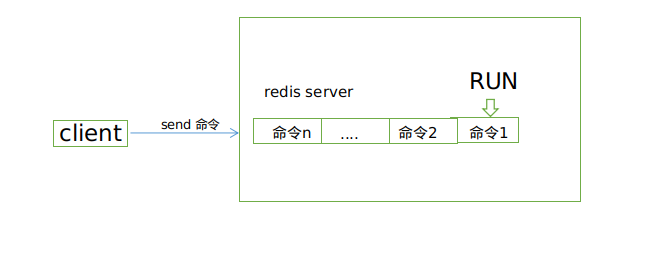 RUN
redis server
send 命令
client
命令n
....
命令2
命令1